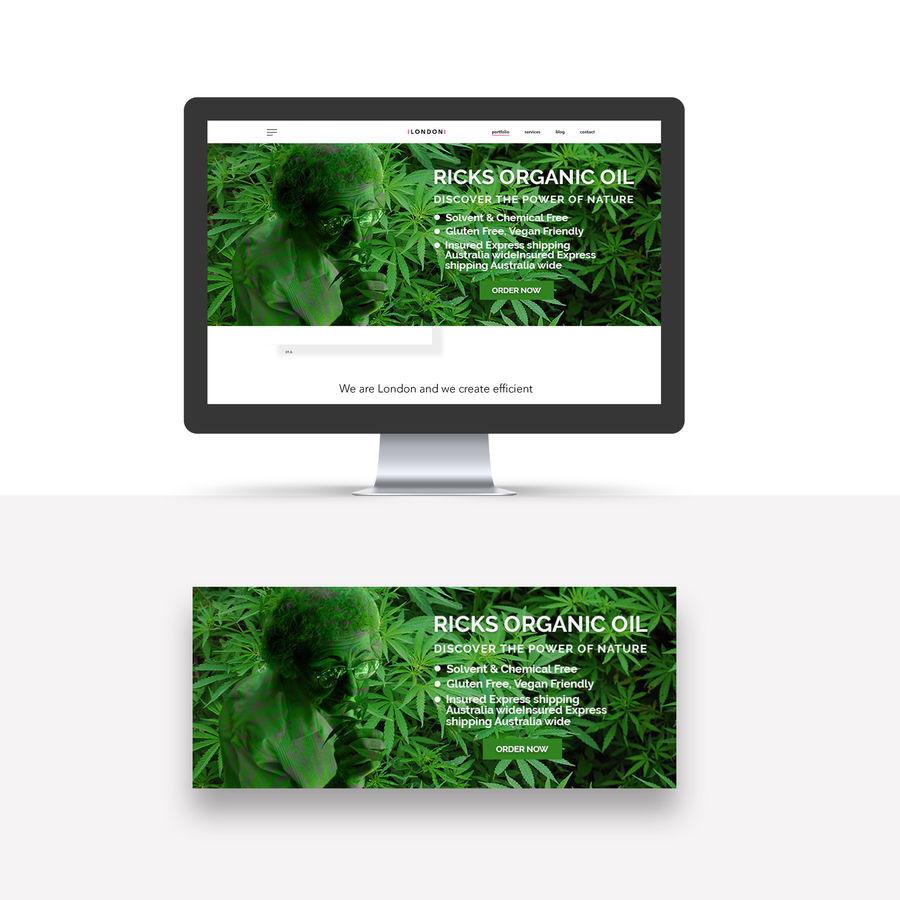 |LONDON|
portfolio services blog contact
RICKS ORGANIC OIL
DISCOVER THE POWER OF NATURE
Solvent & Chemical Free
Gluten Free, Vegan Friendly
Insured Express shipping
Australia wideInsured Express
shipping Australia wide
ORDER NOW
We are London and we create efficient
RICKS ORGANIC OIL
DISCOVER THE POWER OF NATURE
Solvent & Chemical Free
Gluten Free, Vegan Friendly
Insured Express shipping
Australia wideInsured Express
shipping Australia wide
ORDER NOW